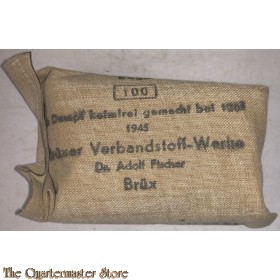 100
Dampf keimfrei gemacht bei
1945
Verbandstoff-Werke
Dr. Adolf Fischer
Brüx
The Quartermaster Store